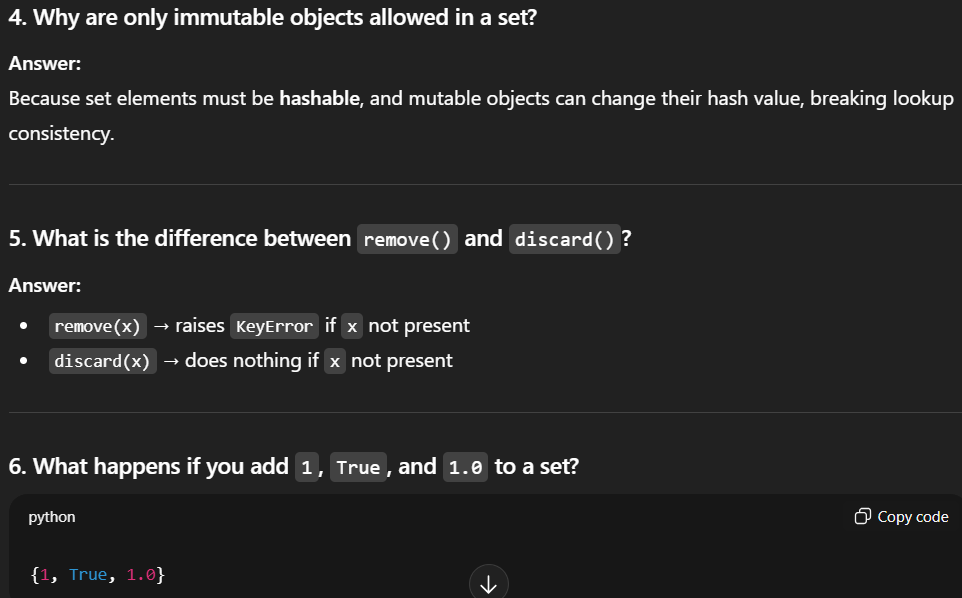 4. Why are only immutable objects allowed in a set?
Answer:
Because set elements must be hashable, and mutable objects can change their hash value, breaking lookup
consistency.
5. What is the difference between remove() and discard()?
Answer:
• remove(x) → raises KeyError if x not present
• discard(x) → does nothing if x not present
6. What happens if you add 1, True, and 1.0 to a set?
python Copy code
{1, True, 1.0}